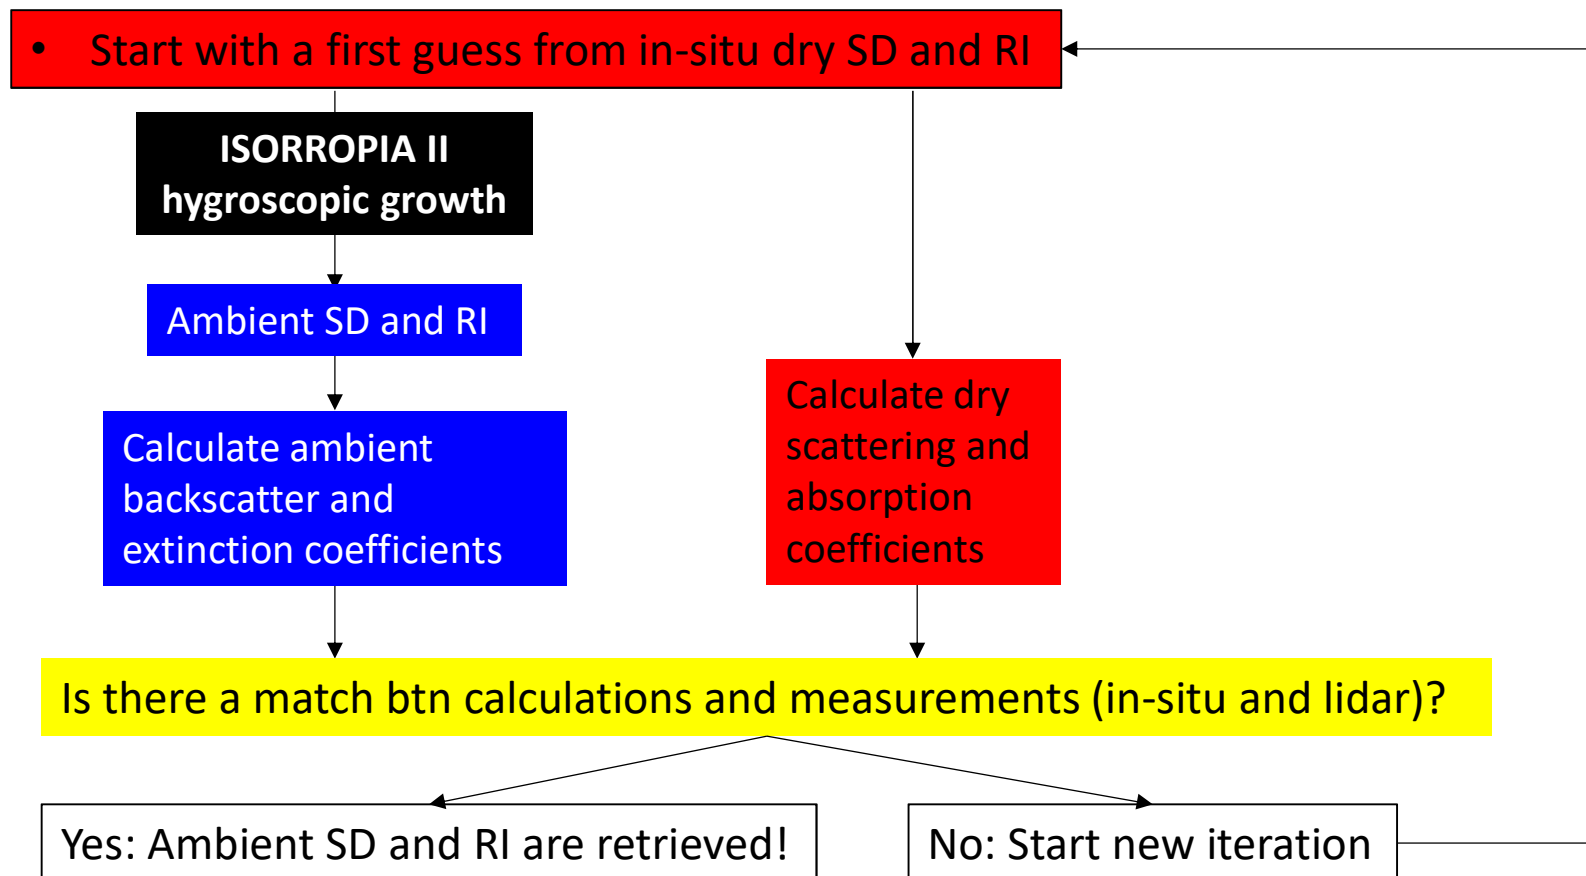 • Start with a first guess from in-situ dry SD and RI
ISORROPIA II
hygroscopic growth
Ambient SD and RI
Calculate ambient
backscatter and
extinction coefficients
Calculate dry
scattering and
absorption
coefficients
Is there a match btn calculations and measurements (in-situ and lidar)?
Yes: Ambient SD and RI are retrieved!
No: Start new iteration